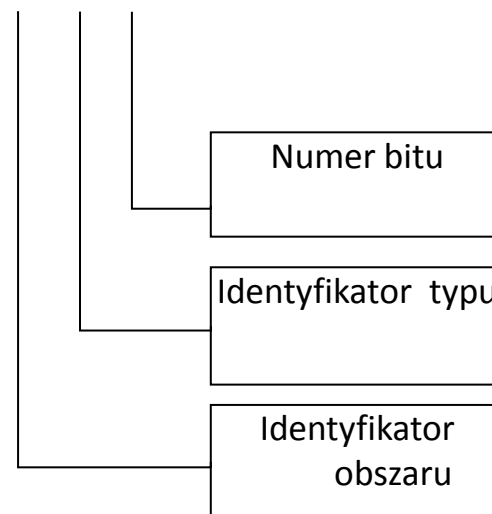 Numer bitu
Identyfikator typu
Identyfikator
obszaru